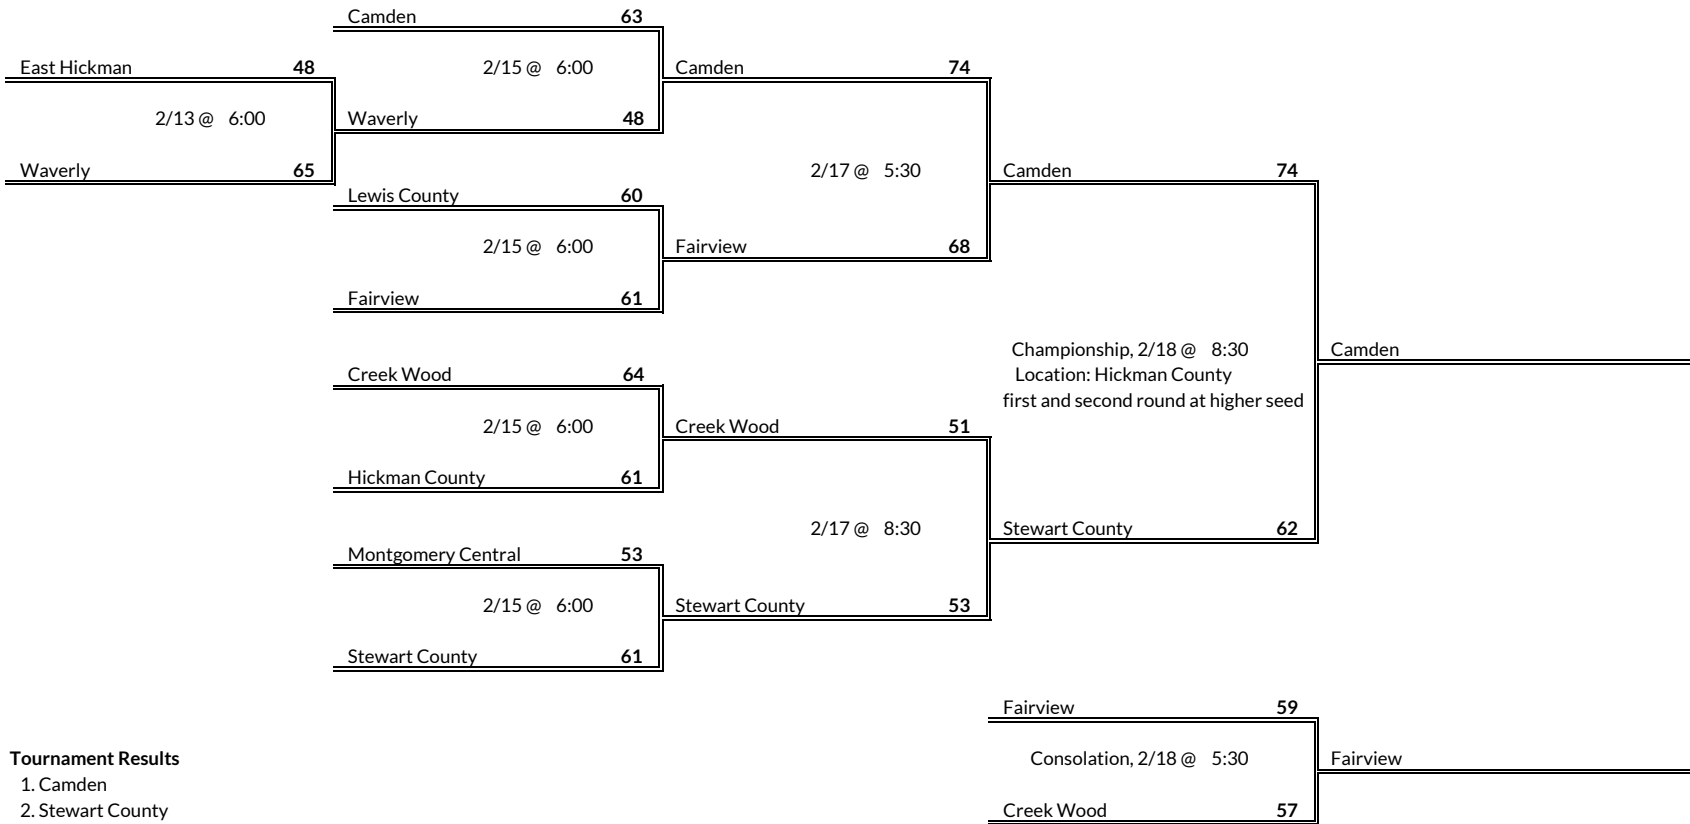 Camden 63
East Hickman 48
2/15 @ 6:00
Camden 74
2/13 @ 6:00
Waverly 48
Waverly 65
2/17 @ 5:30
Camden 74
Lewis County 60
2/15 @ 6:00
Fairview 68
Fairview 61
Championship, 2/18 @ 8:30
Camden
Location: Hickman County
Creek Wood 64
first and second round at higher seed
2/15 @ 6:00
Creek Wood 51
Hickman County 61
2/17 @ 8:30
Stewart County 62
Montgomery Central 53
2/15 @ 6:00
Stewart County 53
Stewart County 61
Fairview 59
Tournament Results
Consolation, 2/18 @ 5:30
Fairview
1. Camden
2. Stewart County
Creek Wood 57